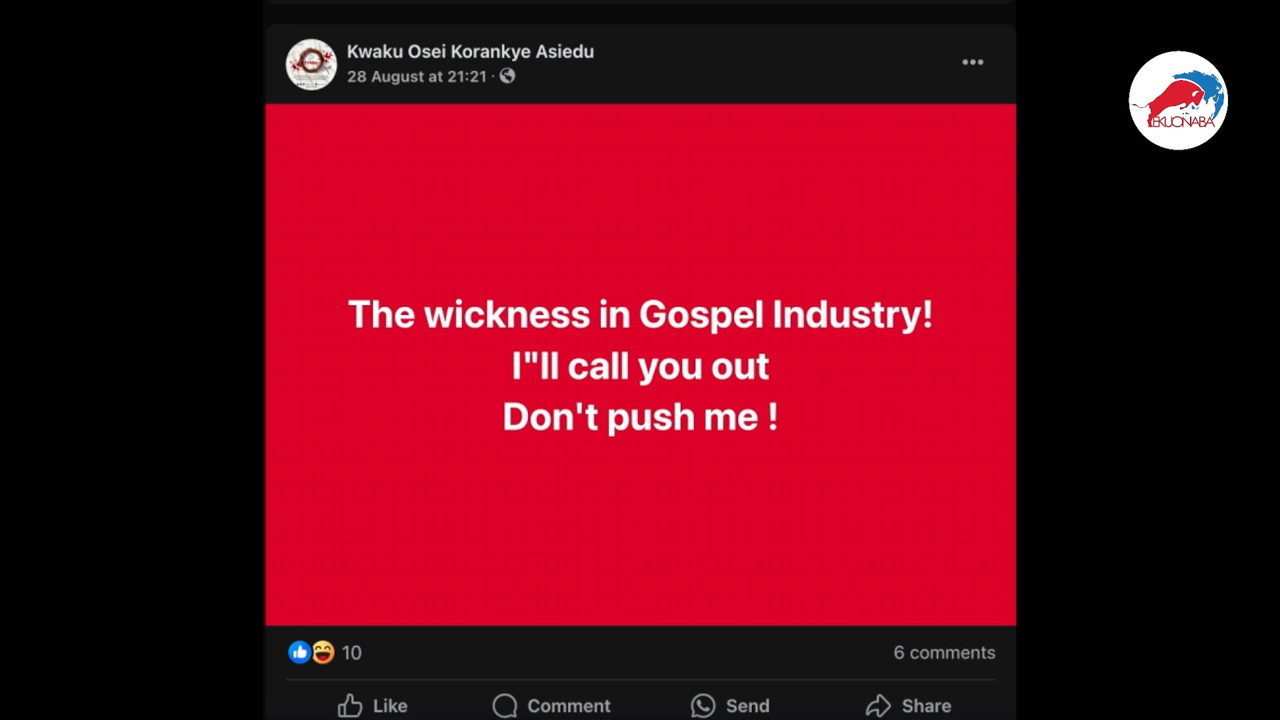 Kwaku Osei Korankye Asiedu
28 August at 21:21 ·
EKUONABA
The wickness in Gospel Industry!
I"ll call you out
Don't push me !
10
6 comments
Like
Comment
Send
Share